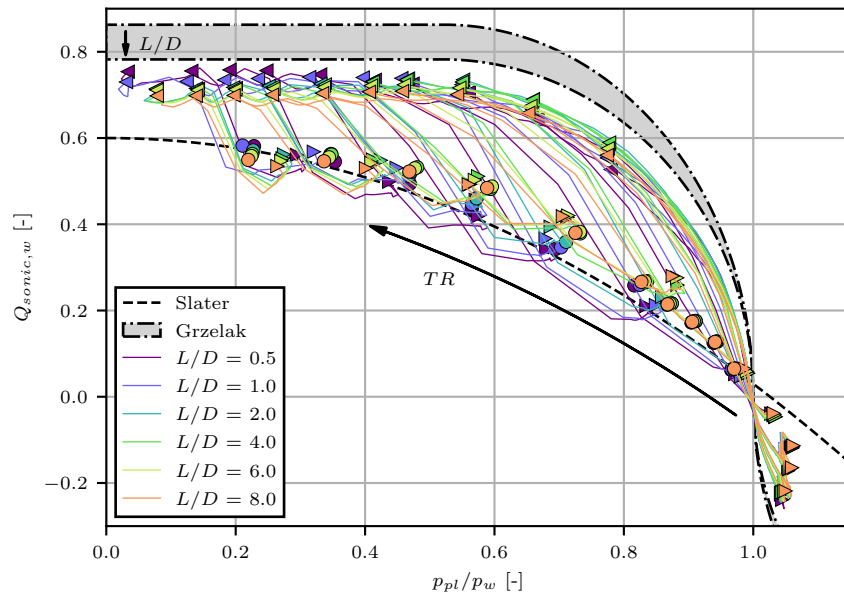 0.8
0.6
0.4
0.2
0.0
−0.2
Q_{sonic,w} [-]
L/D
TR
Slater
Grzelak
L/D = 0.5
L/D = 1.0
L/D = 2.0
L/D = 4.0
L/D = 6.0
L/D = 8.0
0.0 0.2 0.4 0.6 0.8 1.0
p_{pl}/p_w [-]